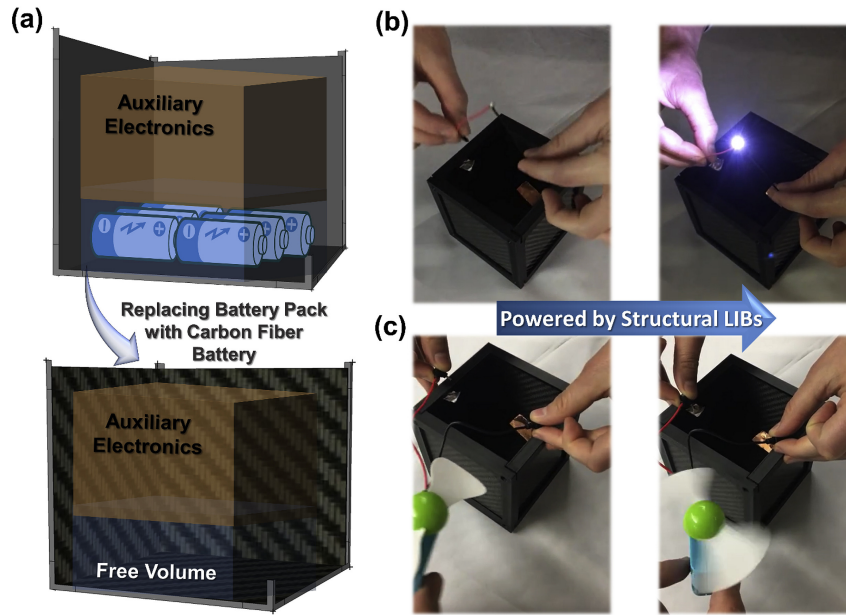 (a)
Auxiliary
Electronics
Replacing Battery Pack
with Carbon Fiber
Battery
Auxiliary
Electronics
Free Volume
(b)
Powered by Structural LIBs
(c)